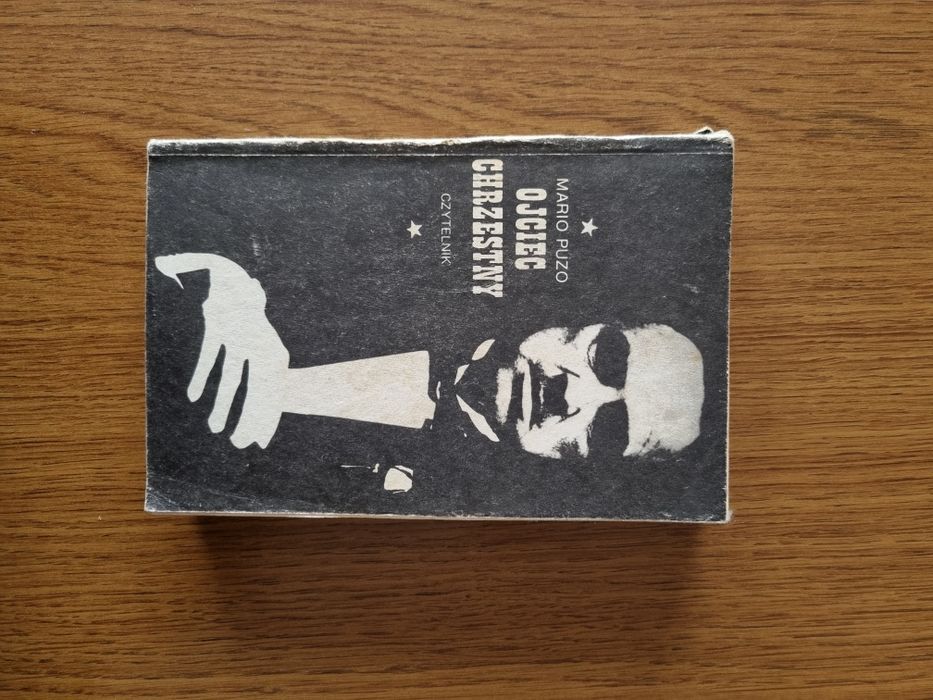 MARIO PUZO
OJCIEC
CHRZESTNY
CZYTELNIK